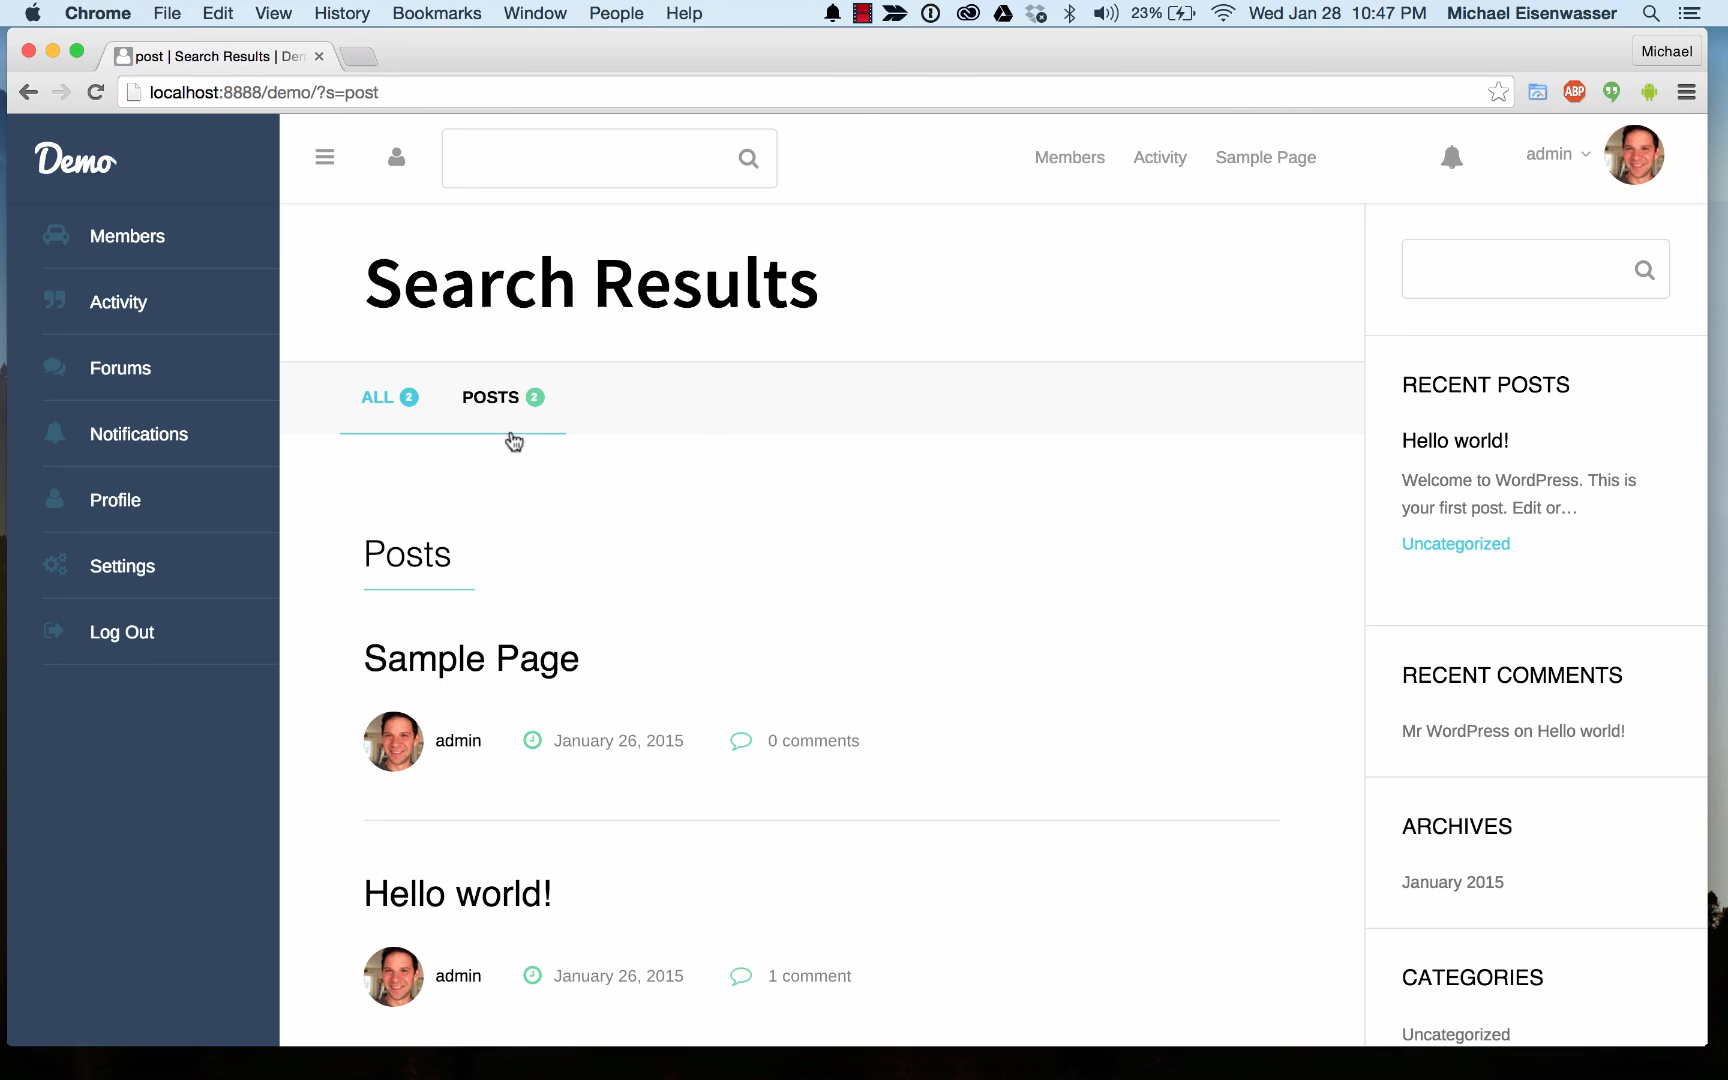 Chrome File Edit View History Bookmarks Window People Help 23% Wed Jan 28 10:47 PM Michael Eisenwasser
post | Search Results | Dem
Michael
localhost:8888/demo/?s=post
ABP
Demo
Members Activity Sample Page
admin
Members
Activity
Forums
Notifications
Profile
Settings
Log Out
Search Results
ALL 2 POSTS 2
Posts
Sample Page
admin January 26, 2015 0 comments
Hello world!
admin January 26, 2015 1 comment
RECENT POSTS
Hello world!
Welcome to WordPress. This is
your first post. Edit or…
Uncategorized
RECENT COMMENTS
Mr WordPress on Hello world!
ARCHIVES
January 2015
CATEGORIES
Uncategorized